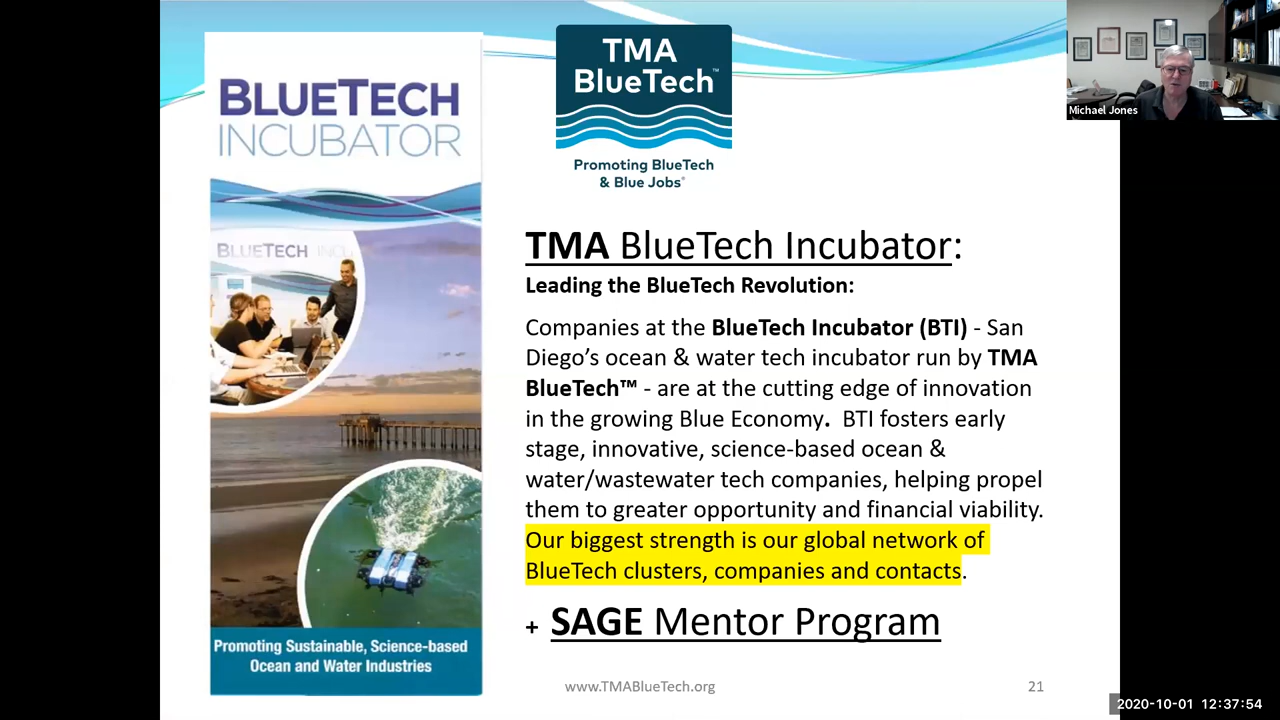 BLUETECH
INCUBATOR
BLUETECH INCU
Promoting Sustainable, Science-based
Ocean and Water Industries
TMA
BlueTech™
Promoting BlueTech
& Blue Jobs®
TMA BlueTech Incubator:
Leading the BlueTech Revolution:
Companies at the BlueTech Incubator (BTI) - San
Diego’s ocean & water tech incubator run by TMA
BlueTech™ - are at the cutting edge of innovation
in the growing Blue Economy. BTI fosters early
stage, innovative, science-based ocean &
water/wastewater tech companies, helping propel
them to greater opportunity and financial viability.
Our biggest strength is our global network of
BlueTech clusters, companies and contacts.
+ SAGE Mentor Program
www.TMABlueTech.org
21
Michael Jones
2020-10-01 12:37:54